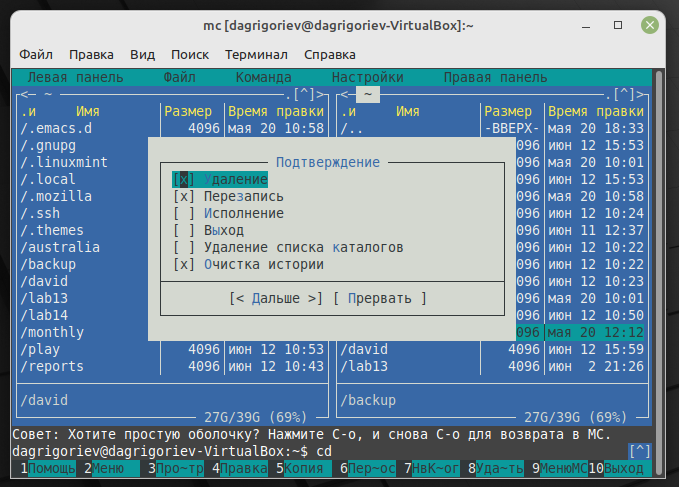 mc [dagrigoriev@dagrigoriev-VirtualBox]:~
Файл Правка Вид Поиск Терминал Справка
Левая панель Файл Команда Настройки Правая панель
<─ ~ .[^]> <─ ~ .[^]>
.и Имя Размер Время правки .и Имя Размер Время правки
/.emacs.d 4096 мая 20 10:58 /.. -ВВЕРХ- мая 20 18:33
/.gnupg 096 июн 12 15:53
/.linuxmint Подтверждение 096 мая 20 10:01
/.local [x] Удаление 096 июн 12 15:53
/.mozilla [x] Перезапись 096 мая 20 10:58
/.ssh [ ] Исполнение 096 июн 12 10:24
/.themes [ ] Выход 096 июн 11 12:37
/australia [ ] Удаление списка каталогов 096 июн 12 10:22
/backup [x] Очистка истории 096 июн 12 10:22
/david 096 июн 12 10:23
/lab13 [< Дальше >] [ Прервать ] 096 мая 20 10:01
/lab14 096 июн 12 10:50
/monthly 096 мая 20 12:12
/play 4096 июн 12 10:53 /david 4096 июн 12 15:59
/reports 4096 июн 12 10:43 /lab13 4096 июн 2 21:26
/david /backup
27G/39G (69%) 27G/39G (69%)
Совет: Хотите простую оболочку? Нажмите C-o, и снова C-o для возврата в MC.
dagrigoriev@dagrigoriev-VirtualBox:~$ cd [^]
1Помощь 2Меню 3Про~тр 4Правка 5Копия 6Пер~ос 7НвК~ог 8Уда~ть 9МенюMC 10Выход